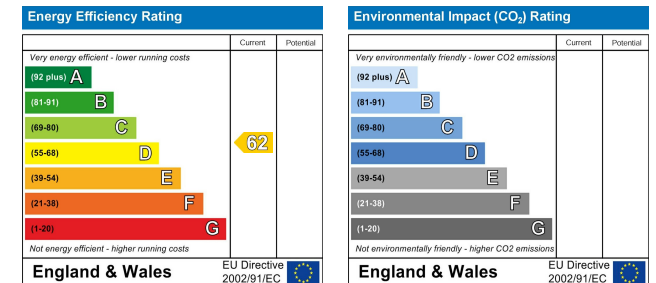 Energy Efficiency Rating
Current Potential
Very energy efficient - lower running costs
(92 plus) A
(81-91) B
(69-80) C
(55-68) D
(39-54) E
(21-38) F
(1-20) G
62
Not energy efficient - higher running costs
England & Wales
EU Directive
2002/91/EC
Environmental Impact (CO₂) Rating
Current Potential
Very environmentally friendly - lower CO2 emissions
(92 plus) A
(81-91) B
(69-80) C
(55-68) D
(39-54) E
(21-38) F
(1-20) G
Not environmentally friendly - higher CO2 emissions
England & Wales
EU Directive
2002/91/EC